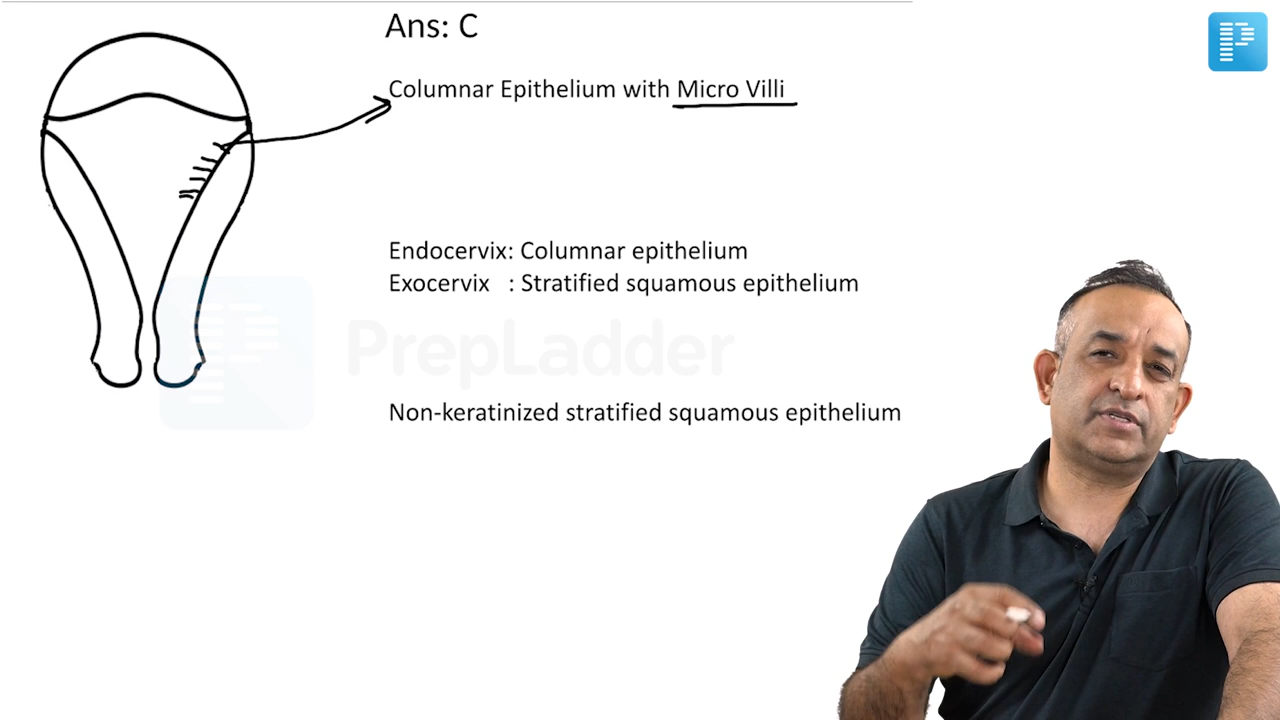 Ans: C
Columnar Epithelium with Micro Villi
Endocervix: Columnar epithelium
Exocervix : Stratified squamous epithelium
PrepLadder
Non-keratinized stratified squamous epithelium